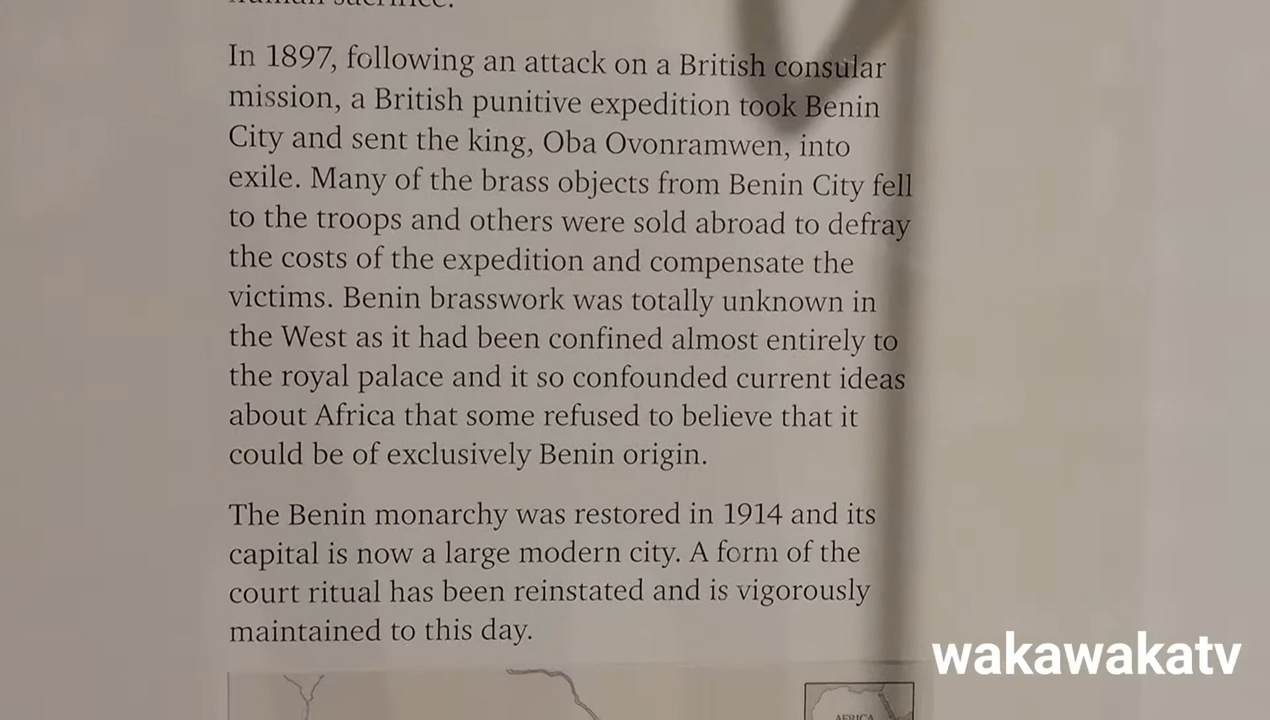 human sacrifice.
In 1897, following an attack on a British consular
mission, a British punitive expedition took Benin
City and sent the king, Oba Ovonramwen, into
exile. Many of the brass objects from Benin City fell
to the troops and others were sold abroad to defray
the costs of the expedition and compensate the
victims. Benin brasswork was totally unknown in
the West as it had been confined almost entirely to
the royal palace and it so confounded current ideas
about Africa that some refused to believe that it
could be of exclusively Benin origin.
The Benin monarchy was restored in 1914 and its
capital is now a large modern city. A form of the
court ritual has been reinstated and is vigorously
maintained to this day.
wakawakatv
AFRICA